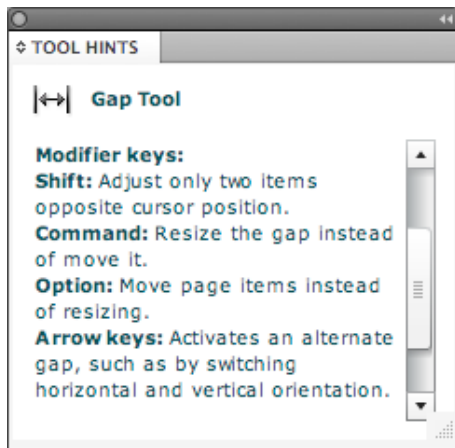 TOOL HINTS
Gap Tool
Modifier keys:
Shift: Adjust only two items
opposite cursor position.
Command: Resize the gap instead
of move it.
Option: Move page items instead
of resizing.
Arrow keys: Activates an alternate
gap, such as by switching
horizontal and vertical orientation.